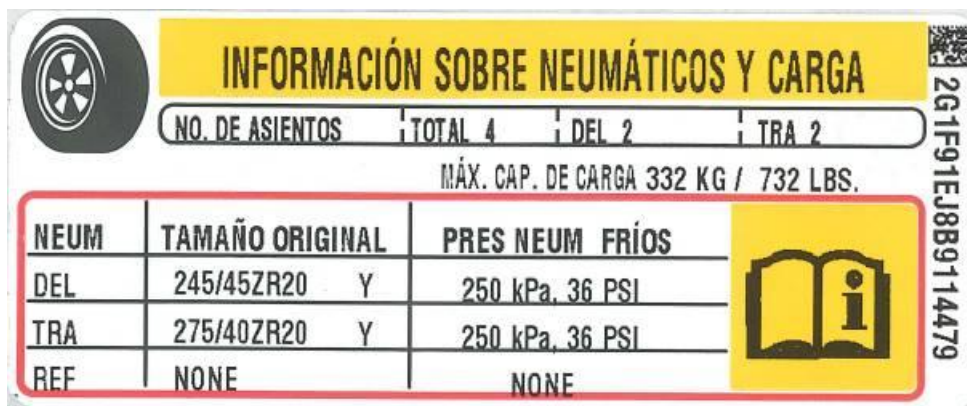 INFORMACIÓN SOBRE NEUMÁTICOS Y CARGA
NO. DE ASIENTOS TOTAL 4 DEL 2 TRA 2
MÁX. CAP. DE CARGA 332 KG / 732 LBS.
NEUM TAMAÑO ORIGINAL PRES NEUM FRÍOS
DEL 245/45ZR20 Y 250 kPa, 36 PSI
TRA 275/40ZR20 Y 250 kPa, 36 PSI
REF NONE NONE
i
2G1F91EJ8B9114479